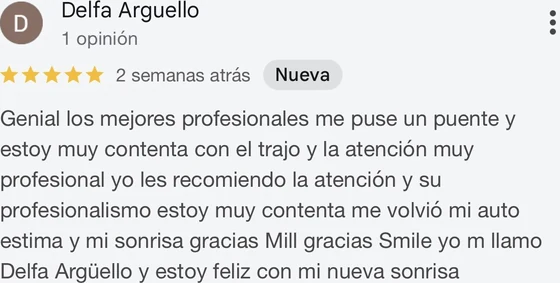 D
Delfa Arguello
1 opinión
2 semanas atrás Nueva
Genial los mejores profesionales me puse un puente y
estoy muy contenta con el trajo y la atención muy
profesional yo les recomiendo la atención y su
profesionalismo estoy muy contenta me volvió mi auto
estima y mi sonrisa gracias Mill gracias Smile yo m llamo
Delfa Argüello y estoy feliz con mi nueva sonrisa